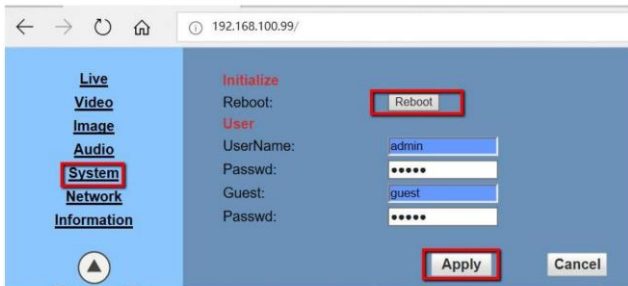 192.168.100.99/
Live
Video
Image
Audio
System
Network
Information
Initialize
Reboot: Reboot
User
UserName: admin
Passwd: •••••
Guest: guest
Passwd: •••••
Apply Cancel